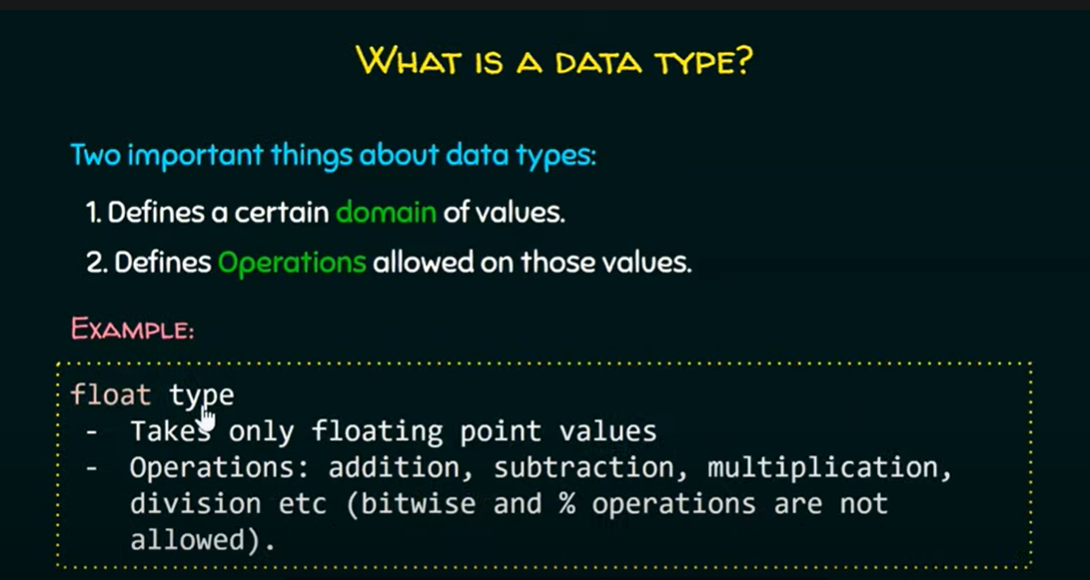 WHAT IS A DATA TYPE?
Two important things about data types:
1. Defines a certain domain of values.
2. Defines Operations allowed on those values.
EXAMPLE:
float type
- Takes only floating point values
- Operations: addition, subtraction, multiplication,
division etc (bitwise and % operations are not
allowed).